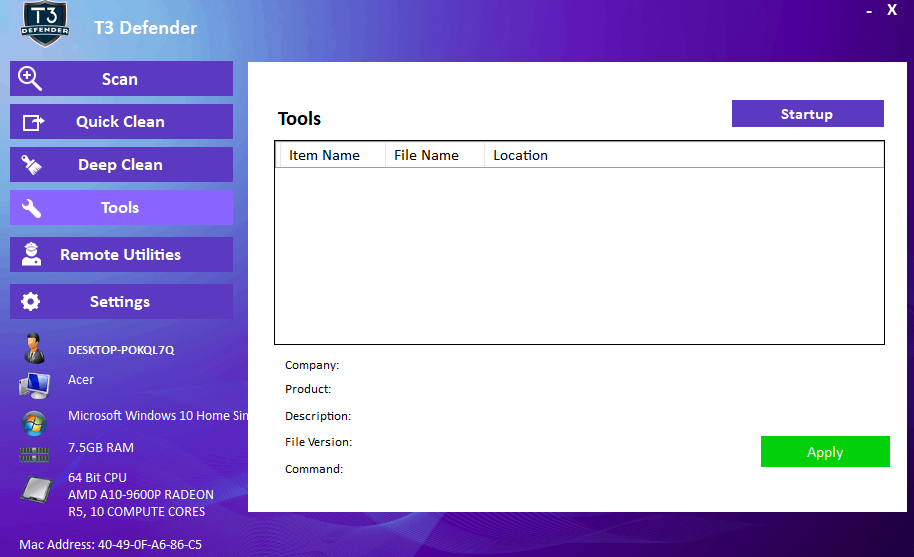 T3
DEFENDER
T3 Defender
- X
Scan
Quick Clean
Deep Clean
Tools
Remote Utilities
Settings
DESKTOP-POKQL7Q
Acer
Microsoft Windows 10 Home Sin
7.5GB RAM
64 Bit CPU
AMD A10-9600P RADEON
R5, 10 COMPUTE CORES
Mac Address: 40-49-0F-A6-86-C5
Tools
Startup
Item Name File Name Location
Company:
Product:
Description:
File Version:
Command:
Apply